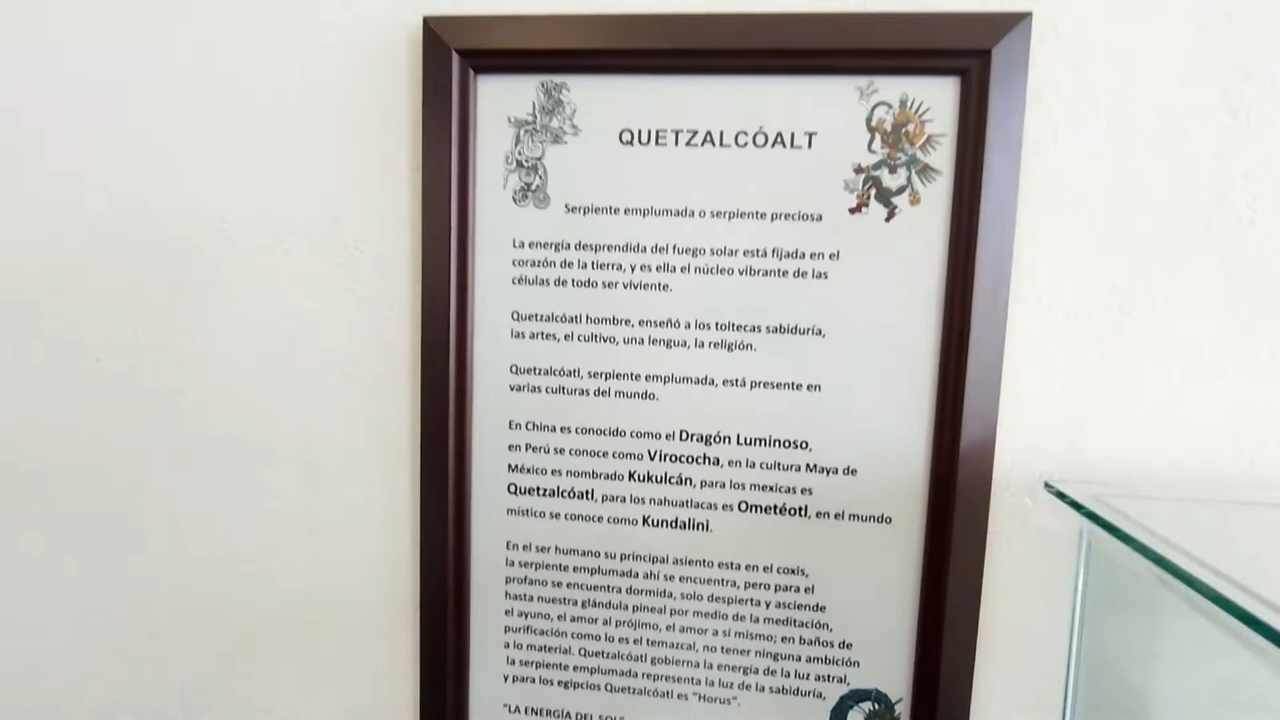 QUETZALCÓALT
Serpiente emplumada o serpiente preciosa
La energía desprendida del fuego solar está fijada en el
corazón de la tierra, y es ella el núcleo vibrante de las
células de todo ser viviente.
Quetzalcóatl hombre, enseñó a los toltecas sabiduría,
las artes, el cultivo, una lengua, la religión.
Quetzalcóatl, serpiente emplumada, está presente en
varias culturas del mundo.
En China es conocido como el Dragón Luminoso,
en Perú se conoce como Virococha, en la cultura Maya de
México es nombrado Kukulcán, para los mexicas es
Quetzalcóatl, para los nahuatlacas es Ometéotl, en el mundo
místico se conoce como Kundalini.
En el ser humano su principal asiento esta en el coxis,
la serpiente emplumada ahí se encuentra, pero para el
profano se encuentra dormida, solo despierta y asciende
hasta nuestra glándula pineal por medio de la meditación,
el ayuno, el amor al prójimo, el amor a sí mismo; en baños de
purificación como lo es el temazcal, no tener ninguna ambición
a lo material. Quetzalcóatl gobierna la energía de la luz astral,
la serpiente emplumada representa la luz de la sabiduría,
y para los egipcios Quetzalcóatl es "Horus".
"LA ENERGÍA DEL SOL"